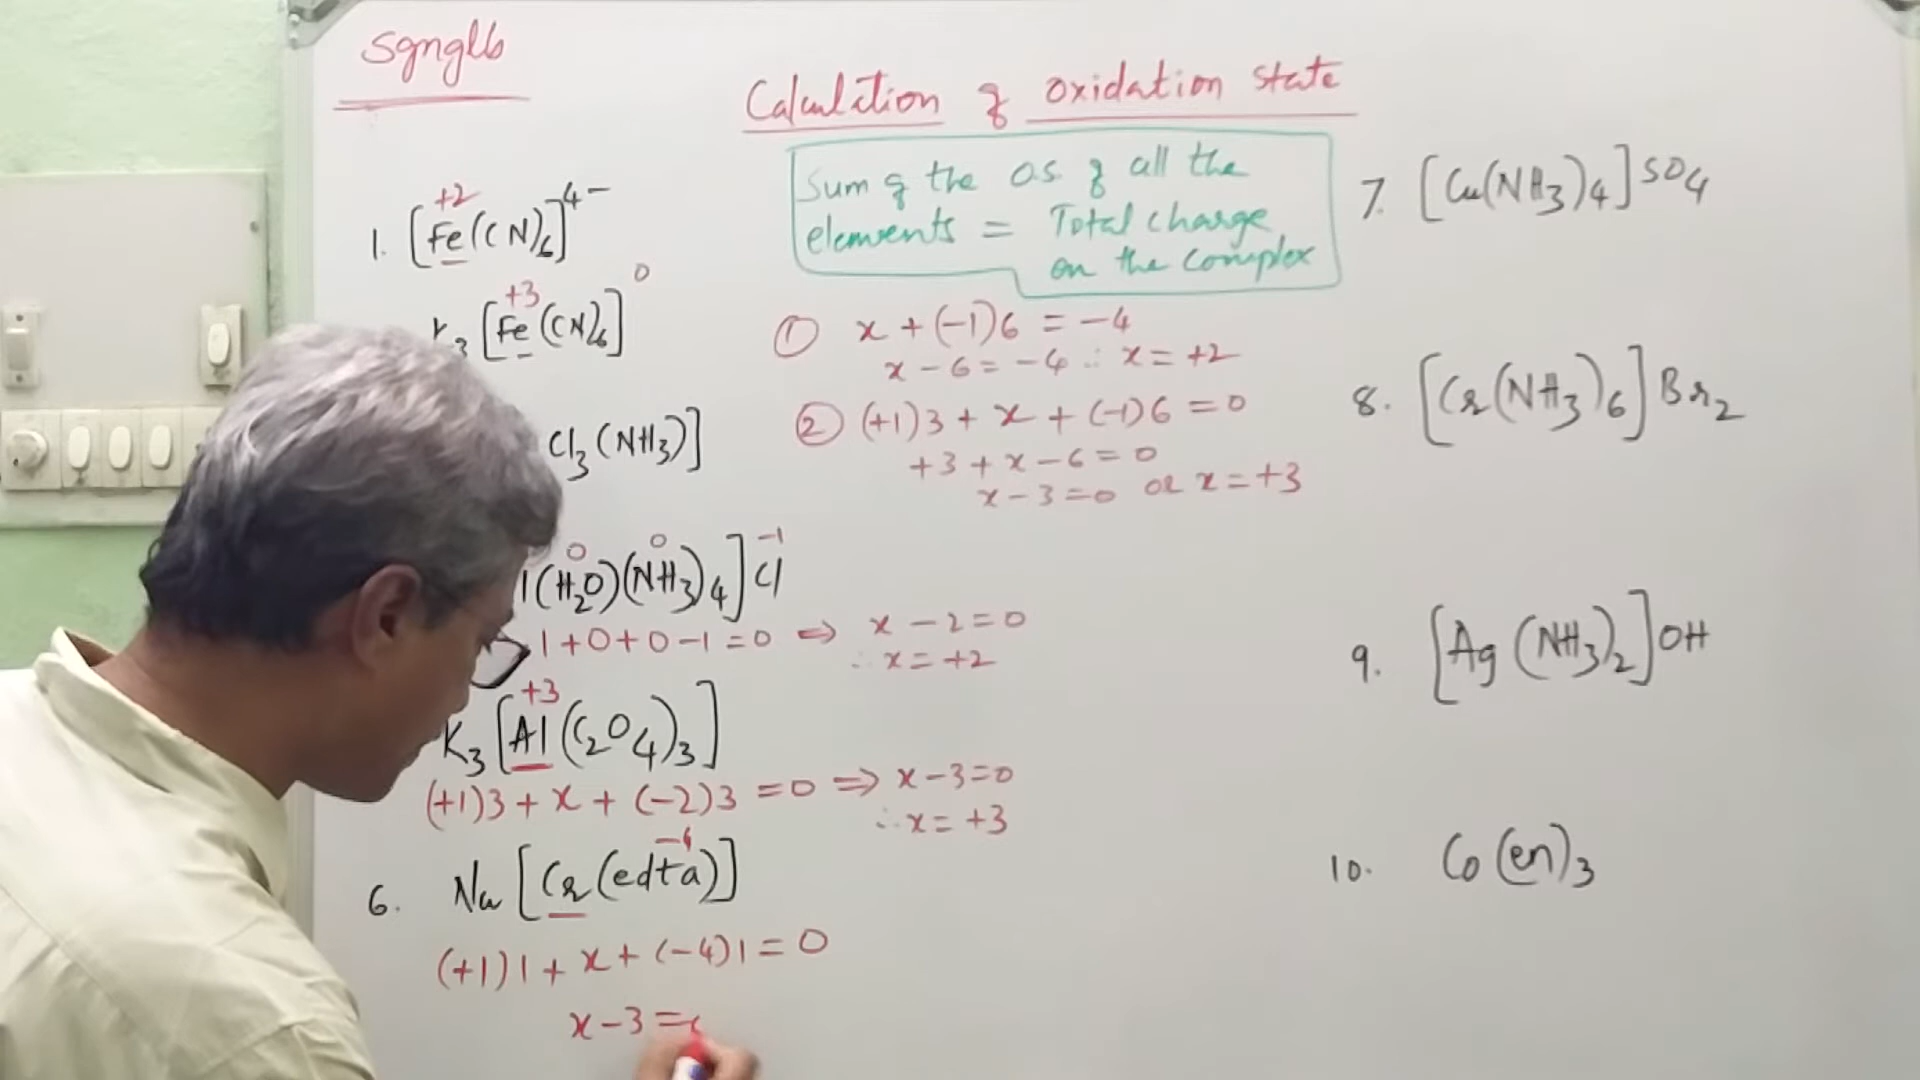 sgnglb
Calculation of oxidation state
Sum of the O.S. of all the
elements = Total charge
on the complex
+2
1. [Fe(CN)6]4-
+3 0
3 [Fe(CN)6]
Cl3(NH3)]
0 0 -1
(H2O)(NH3)4]Cl
1+0+0-1=0 ⇒ x-2=0
∴ x=+2
+3
K3[Al(C2O4)3]
(+1)3+x+(-2)3=0 ⇒ x-3=0
∴ x=+3
-4
6. Na[Cr(edta)]
(+1)1+x+(-4)1=0
x-3=
① x+(-1)6=-4
x-6=-4 ∴ x=+2
② (+1)3+x+(-1)6=0
+3+x-6=0
x-3=0 or x=+3
7. [Cu(NH3)4]SO4
8. [Cr(NH3)6]Br2
9. [Ag(NH3)2]OH
10. Co(en)3